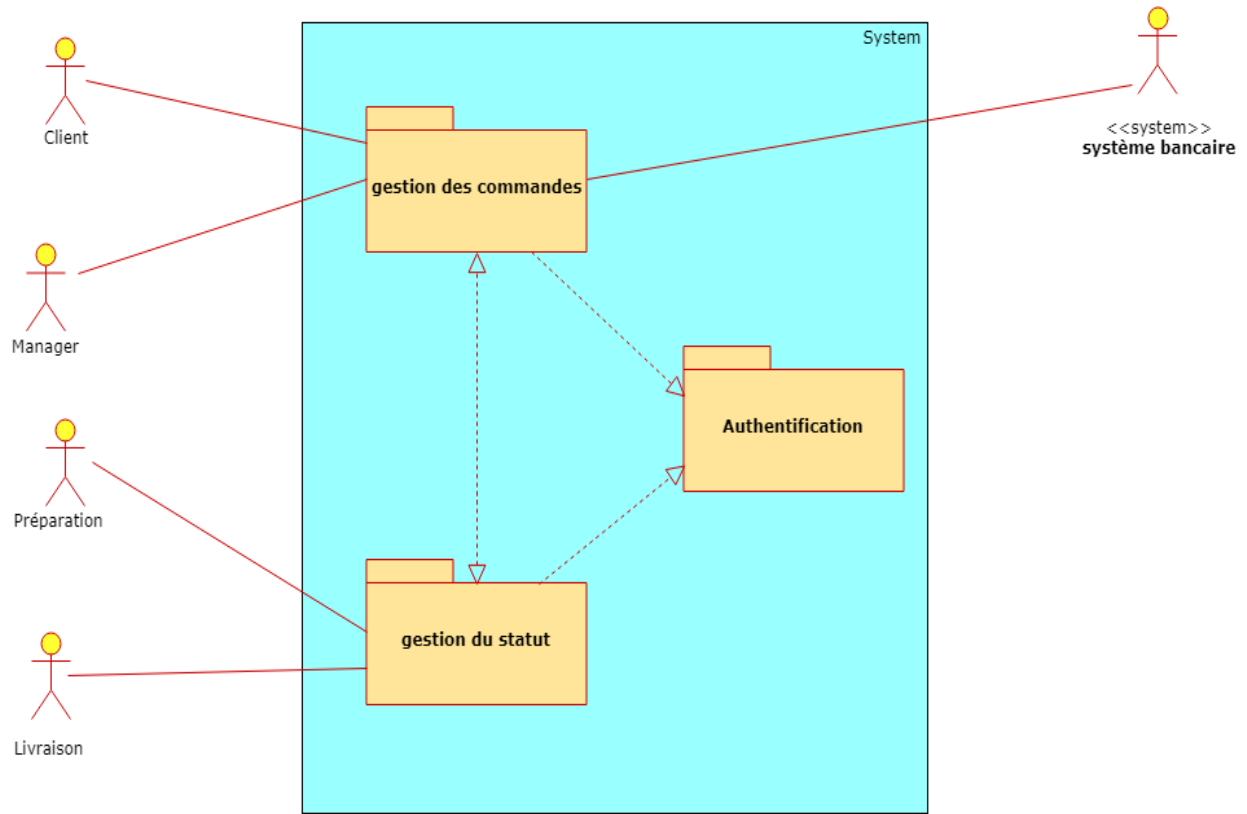 System
Client
<<system>>
système bancaire
gestion des commandes
Manager
Authentification
Préparation
gestion du statut
Livraison